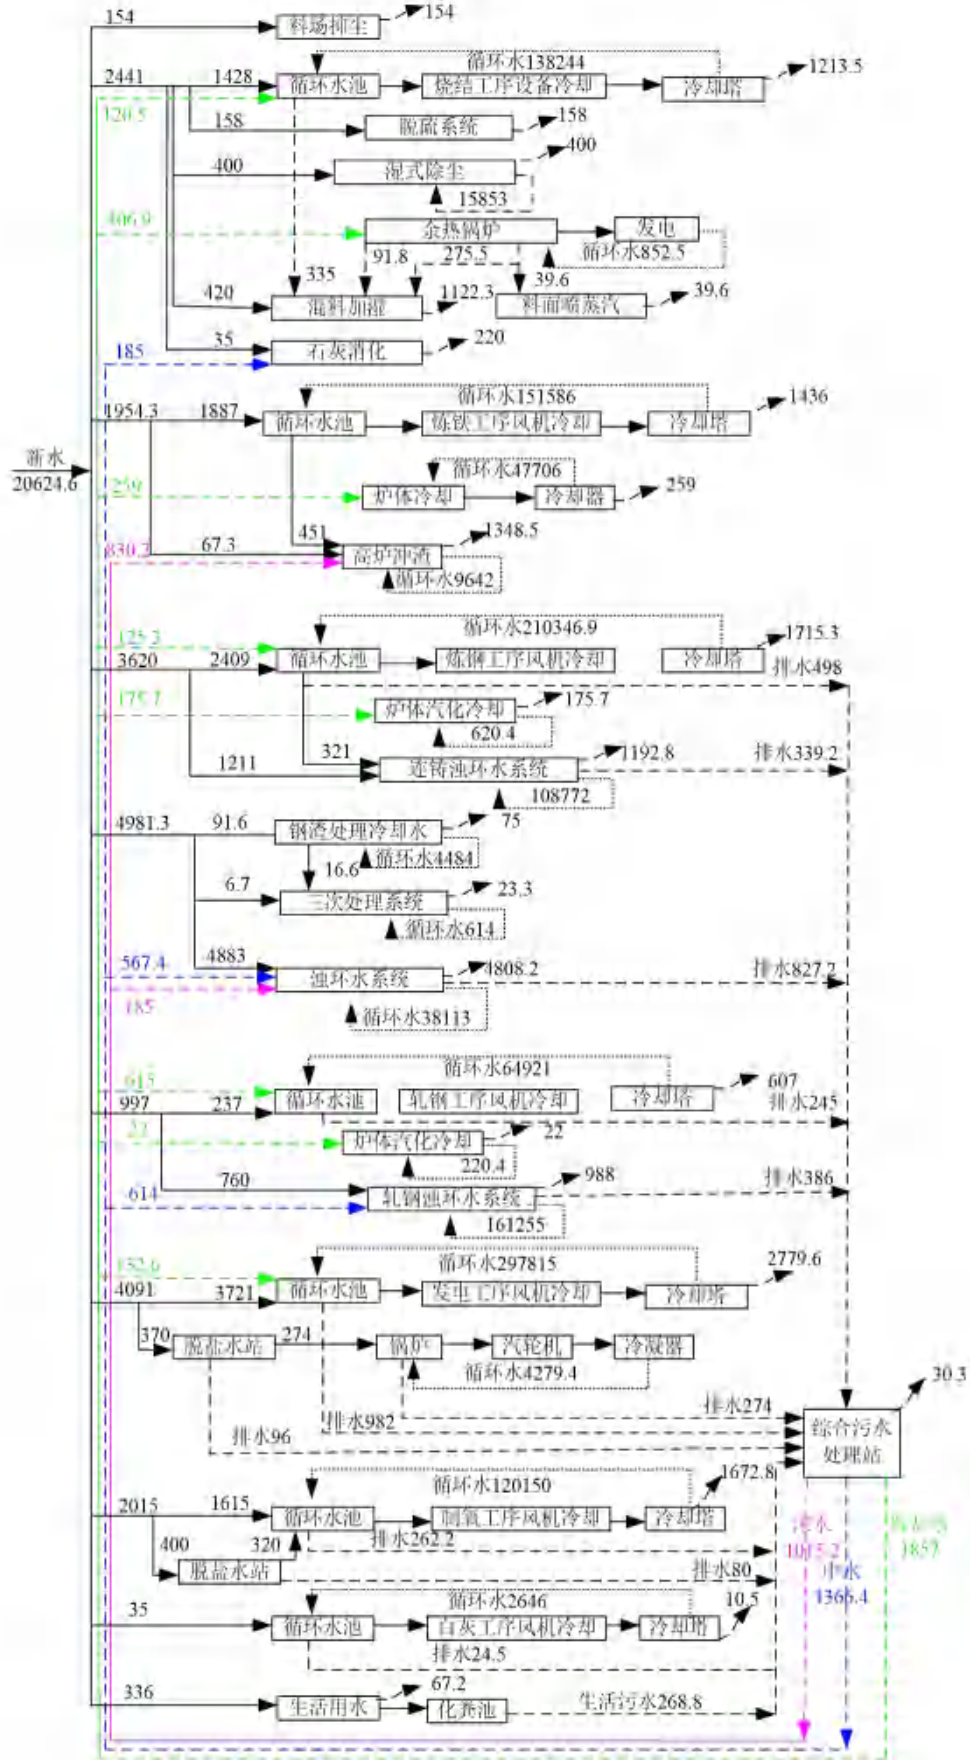 154
料场抑尘
154
循环水138244
2441
1428
循环水池
烧结工序设备冷却
冷却塔
1213.5
120.5
158
脱硫系统
158
400
湿式除尘
400
15853
406.9
余热锅炉
发电
循环水852.5
91.8
275.5
335
39.6
39.6
420
混料加湿
1122.3
料面喷蒸汽
35
石灰消化
220
185
循环水151586
1436
1954.3
1887
循环水池
炼铁工序风机冷却
冷却塔
新水
20624.6
循环水47706
259
炉体冷却
冷却器
259
451
1348.5
67.3
高炉冲渣
830.2
循环水9642
循环水210346.9
125.3
1715.3
3620
2409
循环水池
炼钢工序风机冷却
冷却塔
排水498
175.7
炉体汽化冷却
175.7
620.4
321
1192.8
排水339.2
1211
连铸浊环水系统
108772
75
4981.3
91.6
钢渣处理冷却水
循环水4484
16.6
6.7
23.3
三次处理系统
循环水614
4883
567.4
浊环水系统
4808.2
排水827.2
185
循环水38113
循环水64921
615
607
997
237
循环水池
轧钢工序风机冷却
冷却塔
排水245
22
炉体汽化冷却
22
220.4
988
排水386
760
614
轧钢浊环水系统
161255
循环水297815
2779.6
132.6
4091
3721
循环水池
发电工序风机冷却
冷却塔
370
脱盐水站
274
锅炉
汽轮机
冷凝器
循环水4279.4
30.3
排水274
排水982
排水96
综合污水
处理站
循环水120150
1672.8
2015
1615
循环水池
制氧工序风机冷却
冷却塔
浓水
1015.2
1857
400
320
排水262.2
脱盐水站
排水80
中水
1366.4
循环水2646
10.5
35
循环水池
白灰工序风机冷却
冷却塔
排水24.5
336
67.2
生活用水
化粪池
生活污水268.8